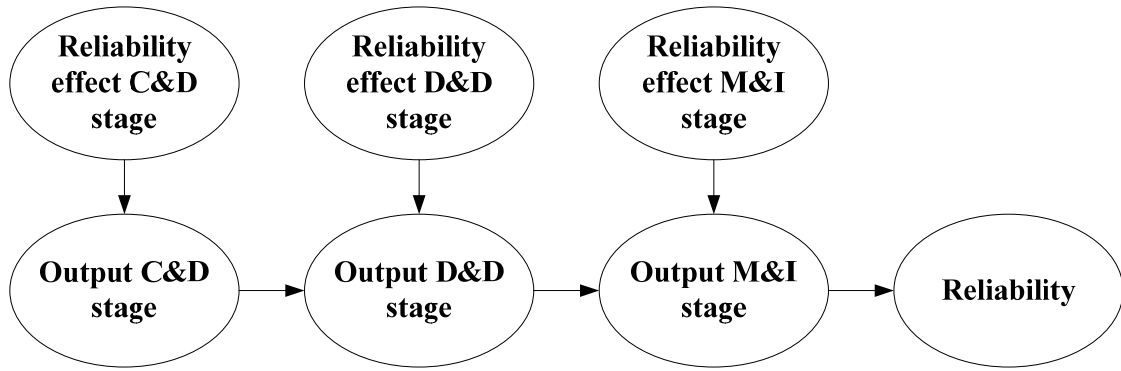 Reliability
effect C&D
stage
Reliability
effect D&D
stage
Reliability
effect M&I
stage
Output C&D
stage
Output D&D
stage
Output M&I
stage
Reliability